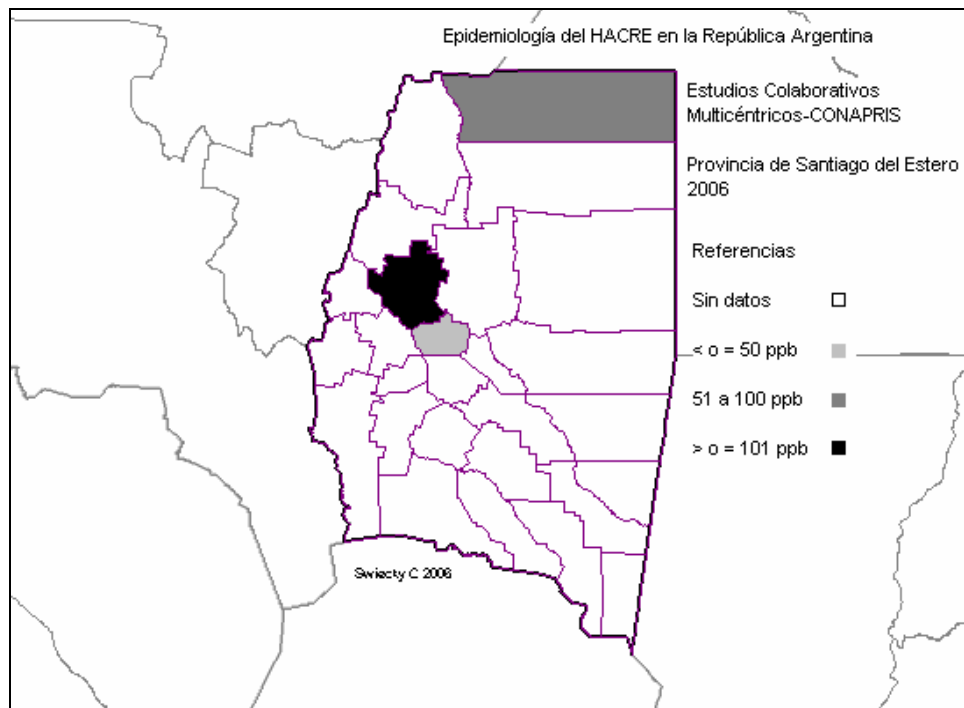 Epidemiología del HACRE en la República Argentina
Estudios Colaborativos
Multicéntricos-CONAPRIS
Provincia de Santiago del Estero
2006
Referencias
Sin datos
< o = 50 ppb
51 a 100 ppb
> o = 101 ppb
Swiecty C 2006